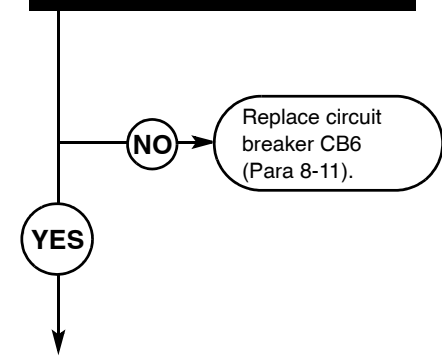 NO
Replace circuit
breaker CB6
(Para 8-11).
YES